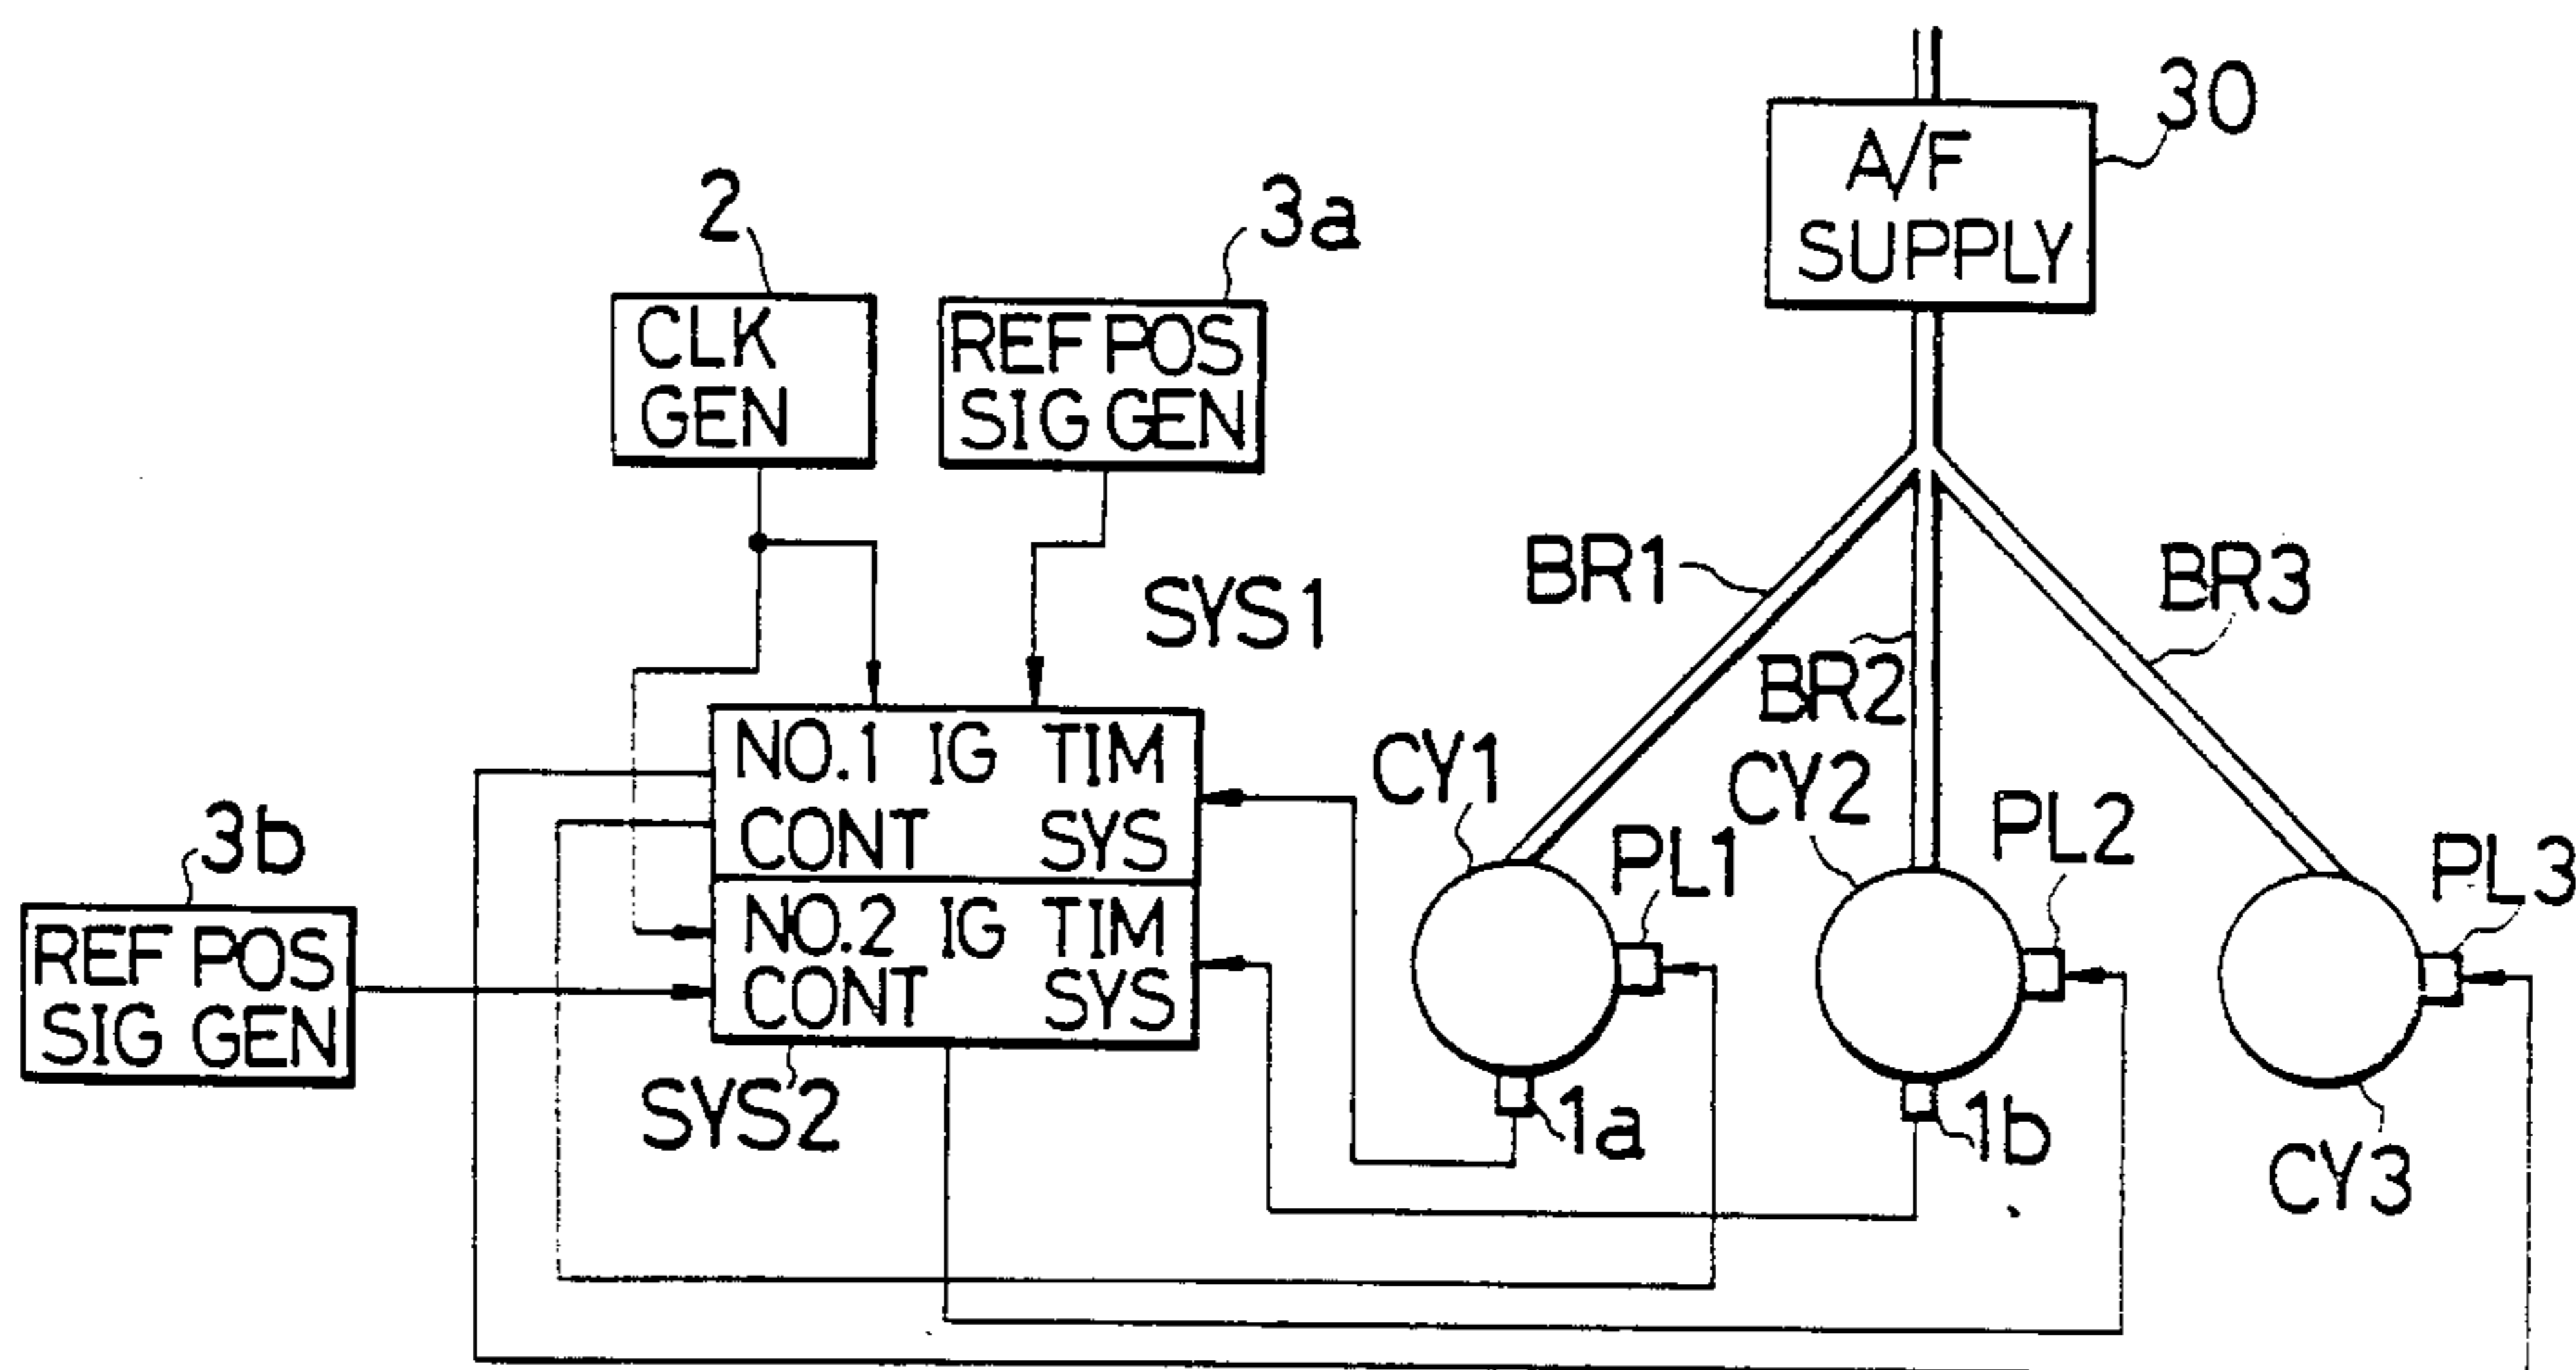 30
A/F
SUPPLY
2
3a
CLK
GEN
REF POS
SIG GEN
SYS1
BR1
BR2
BR3
NO.1 IG TIM
CONT SYS
NO.2 IG TIM
CONT SYS
SYS2
3b
REF POS
SIG GEN
CY1
CY2
PL1
PL2
PL3
1a
1b
CY3